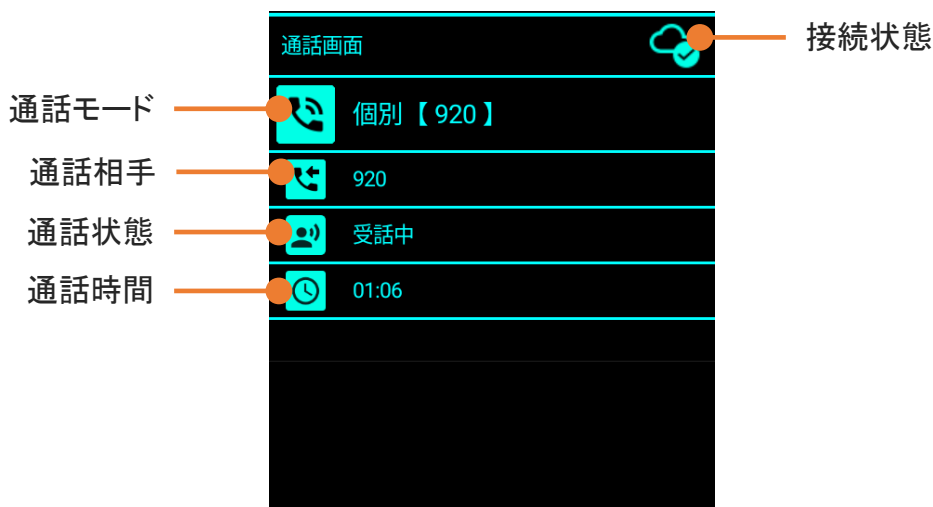 通話画面
接続状態
通話モード
個別【 920 】
通話相手
920
通話状態
受話中
通話時間
01:06